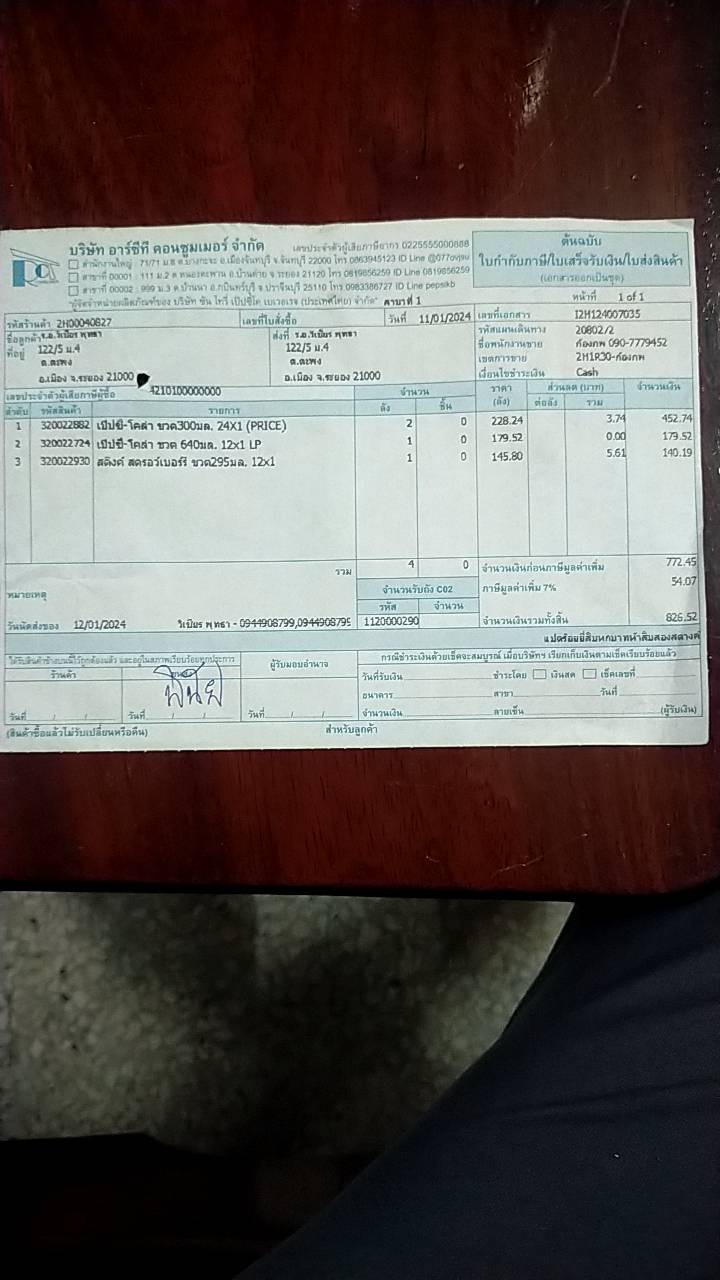 บริษัท อาร์ซีที คอนซูมเมอร์ จำกัด เลขประจำตัวผู้เสียภาษีอากร 0225555000888
สำนักงานใหญ่ : 71/71 ม.8 ต.บางกะจะ อ.เมืองจันทบุรี จ.จันทบุรี 22000 โทร 0863945123 ID Line @077ovjsu
สาขาที่ 00001 : 111 ม.2 ต.หนองตะพาน อ.บ้านค่าย จ.ระยอง 21120 โทร 0819856259 ID Line 0819856259
สาขาที่ 00002 : 999 ม.3 ต.บ้านนา อ.กบินทร์บุรี จ.ปราจีนบุรี 25110 โทร 0983386727 ID Line pepsikb
"ผู้จัดจำหน่ายผลิตภัณฑ์ของ บริษัท ซันโทรี่ เป๊ปซี่โค เบเวอเรจ (ประเทศไทย) จำกัด" สาขาที่ 1
ต้นฉบับ
ใบกำกับภาษี/ใบเสร็จรับเงิน/ใบส่งสินค้า
(เอกสารออกเป็นชุด)
หน้าที่ 1 of 1
รหัสร้านค้า 2H00040827 เลขที่ใบสั่งซื้อ วันที่ 11/01/2024 เลขที่เอกสาร I2H124007035
ชื่อลูกค้า ร.อ.วิเชียร พุทธา ส่งที่ ร.อ.วิเชียร พุทธา รหัสแผนเดินทาง 20802/2
ที่อยู่ 122/5 ม.4 122/5 ม.4 ชื่อพนักงานขาย ก้องภพ 090-7779452
ต.ตะพง ต.ตะพง เขตการขาย 2H1R30-ก้องภพ
อ.เมือง จ.ระยอง 21000 อ.เมือง จ.ระยอง 21000 เงื่อนไขชำระเงิน Cash
เลขประจำตัวผู้เสียภาษีผู้ซื้อ 4210100000000 จำนวน ราคา ส่วนลด (บาท) จำนวนเงิน
ลำดับ รหัสสินค้า รายการ ลัง ชิ้น (ลัง) ต่อลัง รวม
1 320022882 เป๊ปซี่-โคล่า ขวด300มล. 24X1 (PRICE) 2 0 228.24 3.74 452.74
2 320022724 เป๊ปซี่-โคล่า ขวด 640มล. 12x1 LP 1 0 179.52 0.00 179.52
3 320022930 สติงค์ สตรอว์เบอร์รี ขวด295มล. 12x1 1 0 145.80 5.61 140.19
รวม 4 0 จำนวนเงินก่อนภาษีมูลค่าเพิ่ม 772.45
หมายเหตุ จำนวนรับถัง CO2 ภาษีมูลค่าเพิ่ม 7% 54.07
รหัส จำนวน
วันนัดส่งของ 12/01/2024 วิเชียร พุทธา - 0944908799,094490879 1120000290 จำนวนเงินรวมทั้งสิ้น 826.52
แปดร้อยยี่สิบหกบาทห้าสิบสองสตางค์
ได้รับสินค้าข้างบนนี้ไว้ถูกต้องแล้ว และอยู่ในสภาพเรียบร้อยทุกประการ ผู้รับมอบอำนาจ กรณีชำระเงินด้วยเช็คจะสมบูรณ์ เมื่อบริษัทฯ เรียกเก็บเงินตามเช็คเรียบร้อยแล้ว
ร้านค้า วันที่รับเงิน ชำระโดย เงินสด เช็คเลขที่
ธนาคาร สาขา วันที่
วันที่ / / วันที่ / / วันที่ / / จำนวนเงิน ลายเซ็น (ผู้รับเงิน)
(สินค้าซื้อแล้วไม่รับเปลี่ยนหรือคืน) สำหรับลูกค้า